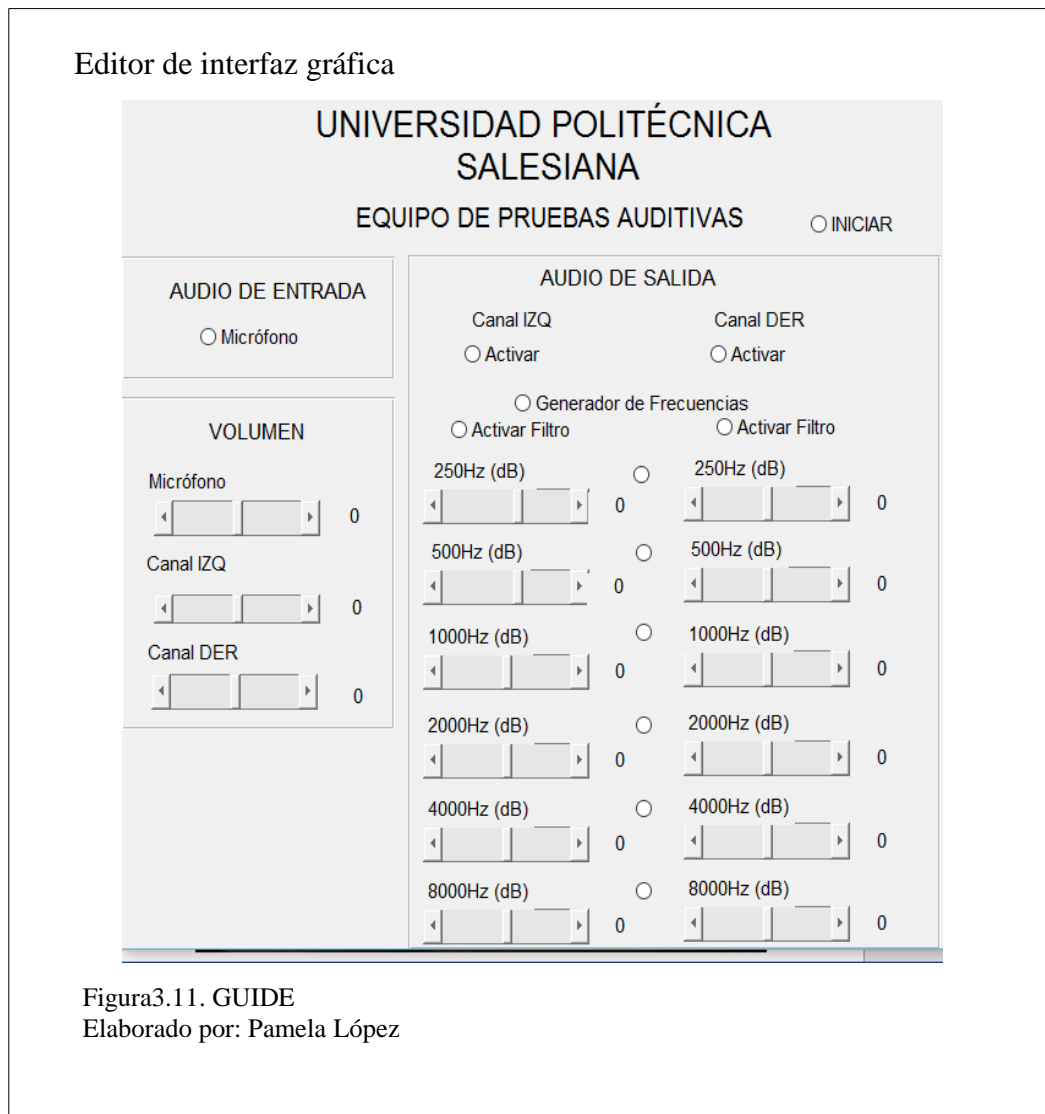 Editor de interfaz gráfica
UNIVERSIDAD POLITÉCNICA
SALESIANA
EQUIPO DE PRUEBAS AUDITIVAS
INICIAR
AUDIO DE ENTRADA
Micrófono
VOLUMEN
Micrófono
0
Canal IZQ
0
Canal DER
0
AUDIO DE SALIDA
Canal IZQ Canal DER
Activar Activar
Generador de Frecuencias
Activar Filtro Activar Filtro
250Hz (dB) 250Hz (dB)
0 0
500Hz (dB) 500Hz (dB)
0 0
1000Hz (dB) 1000Hz (dB)
0 0
2000Hz (dB) 2000Hz (dB)
0 0
4000Hz (dB) 4000Hz (dB)
0 0
8000Hz (dB) 8000Hz (dB)
0 0
Figura3.11. GUIDE
Elaborado por: Pamela López